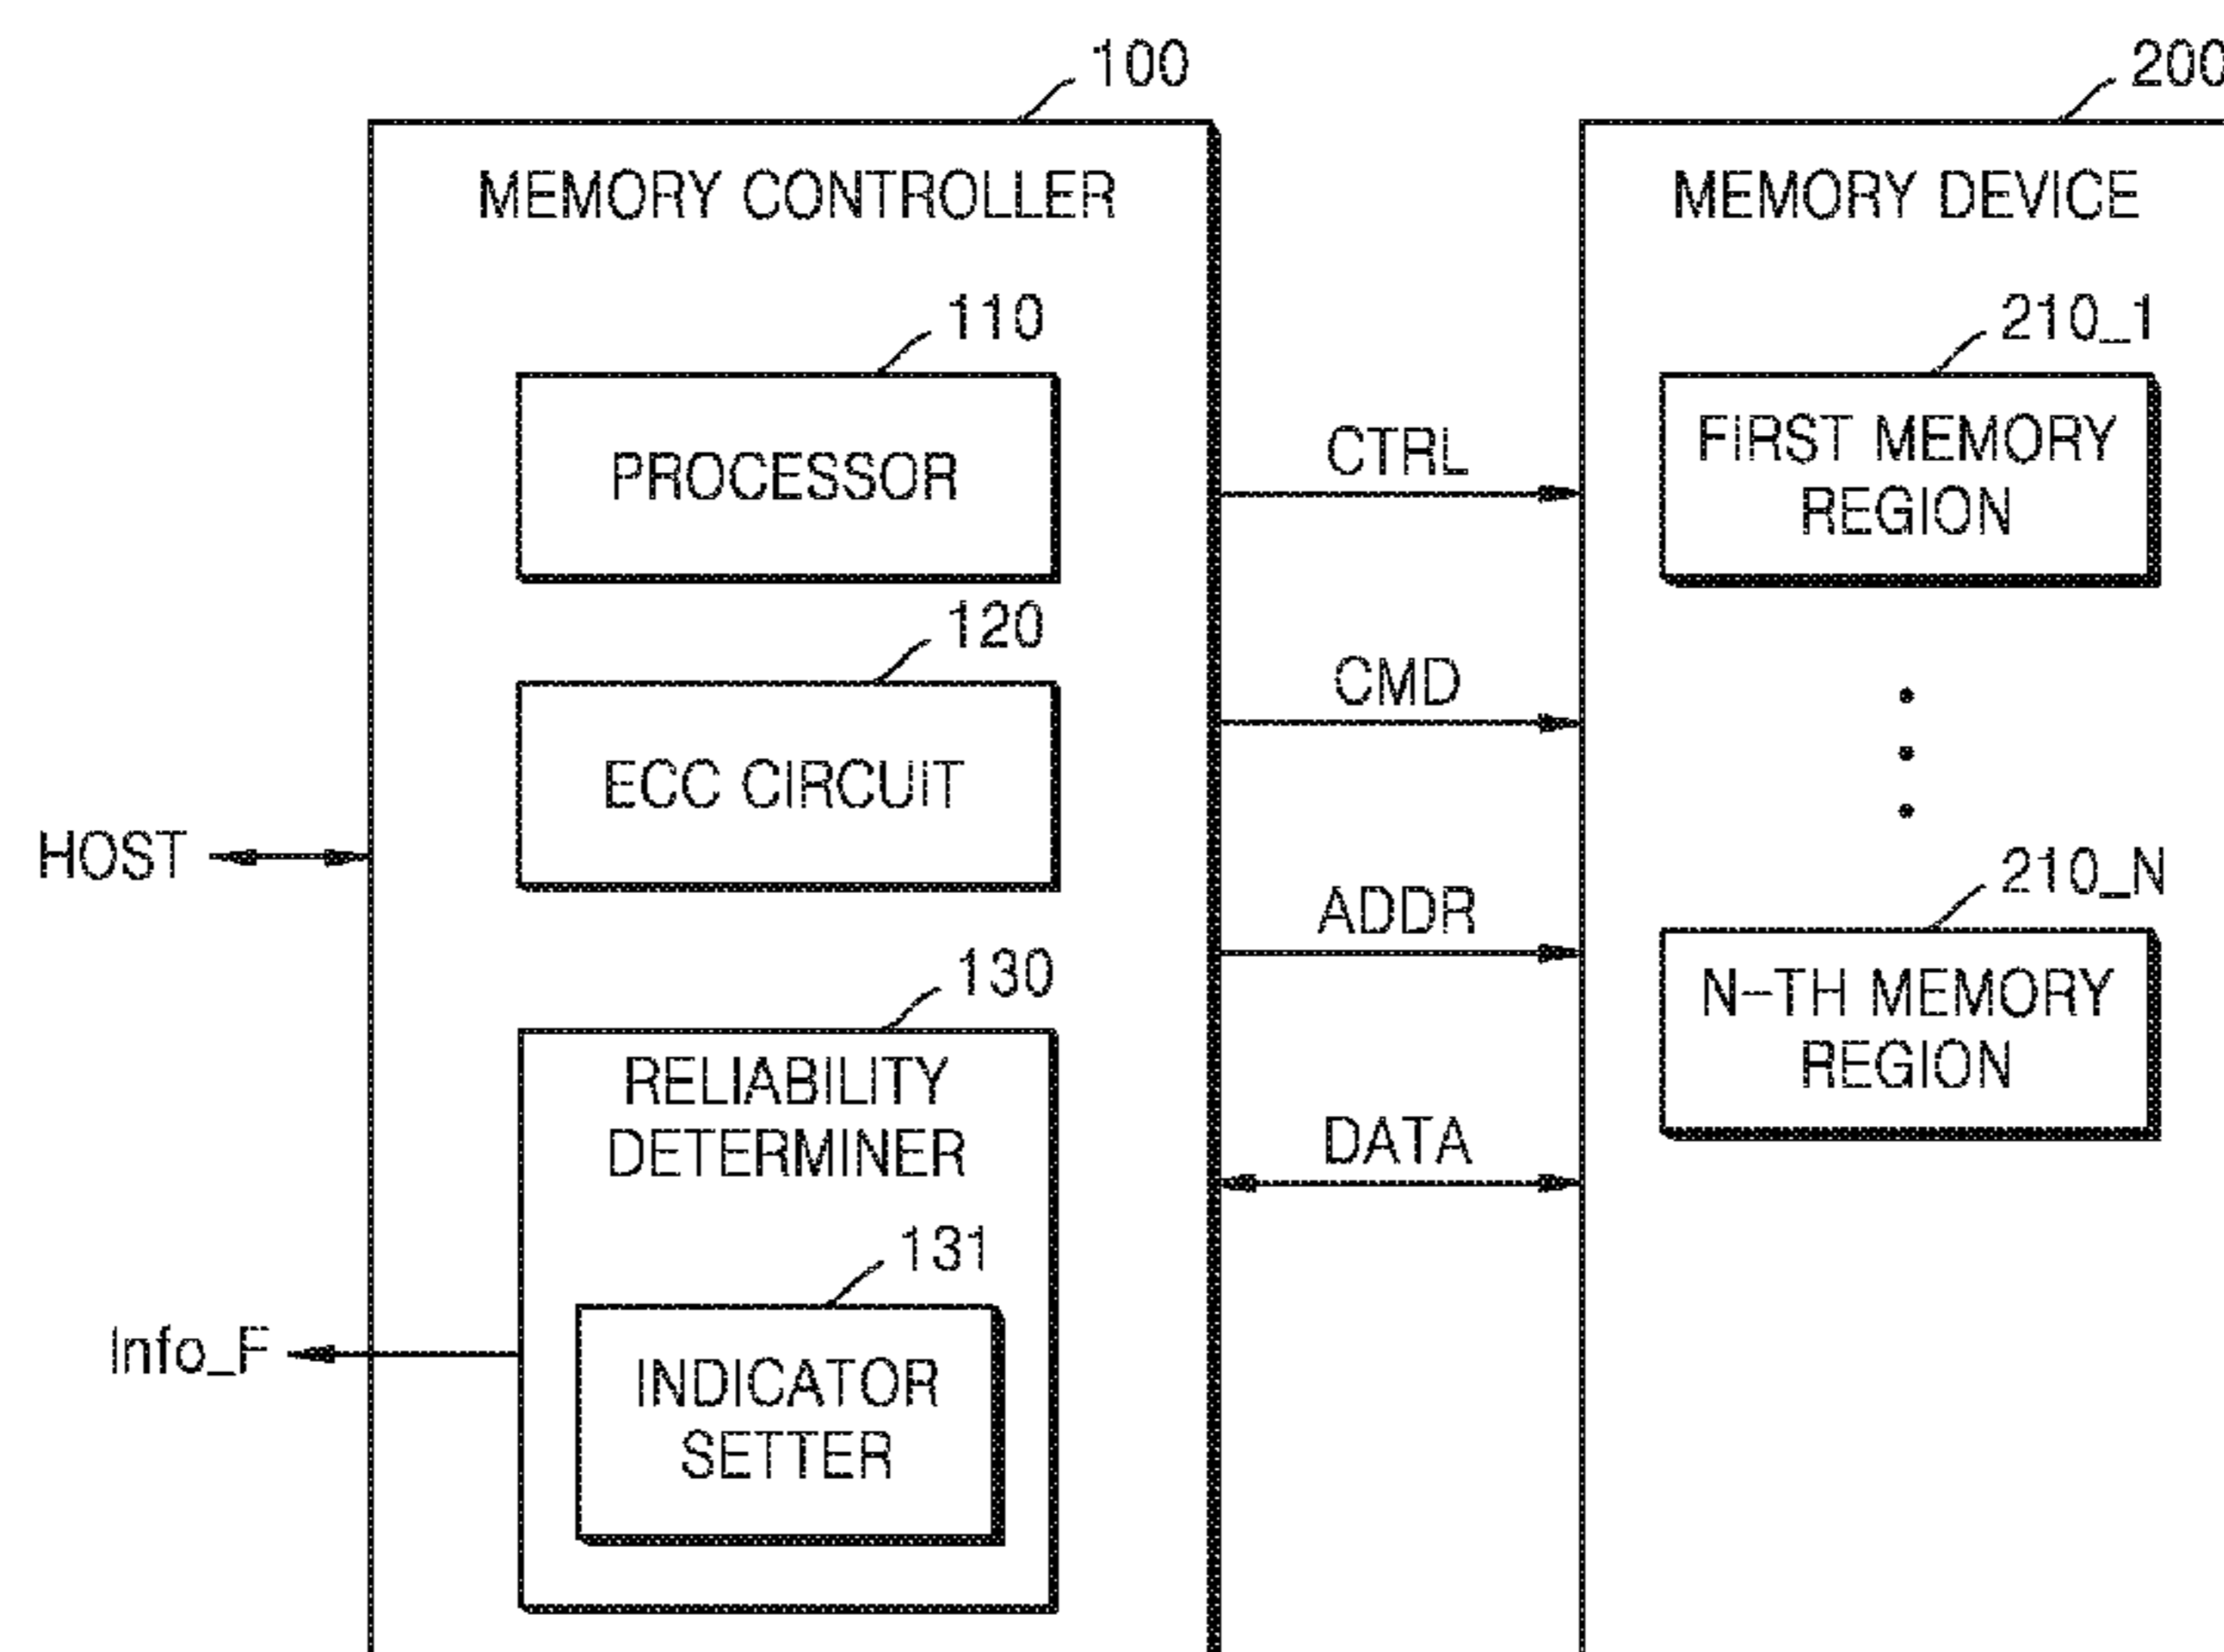 100
200
MEMORY CONTROLLER
MEMORY DEVICE
110
210_1
PROCESSOR
FIRST MEMORY
REGION
CTRL
120
CMD
ECC CIRCUIT
HOST
210_N
ADDR
N-TH MEMORY
REGION
130
RELIABILITY
DETERMINER
DATA
131
Info_F
INDICATOR
SETTER